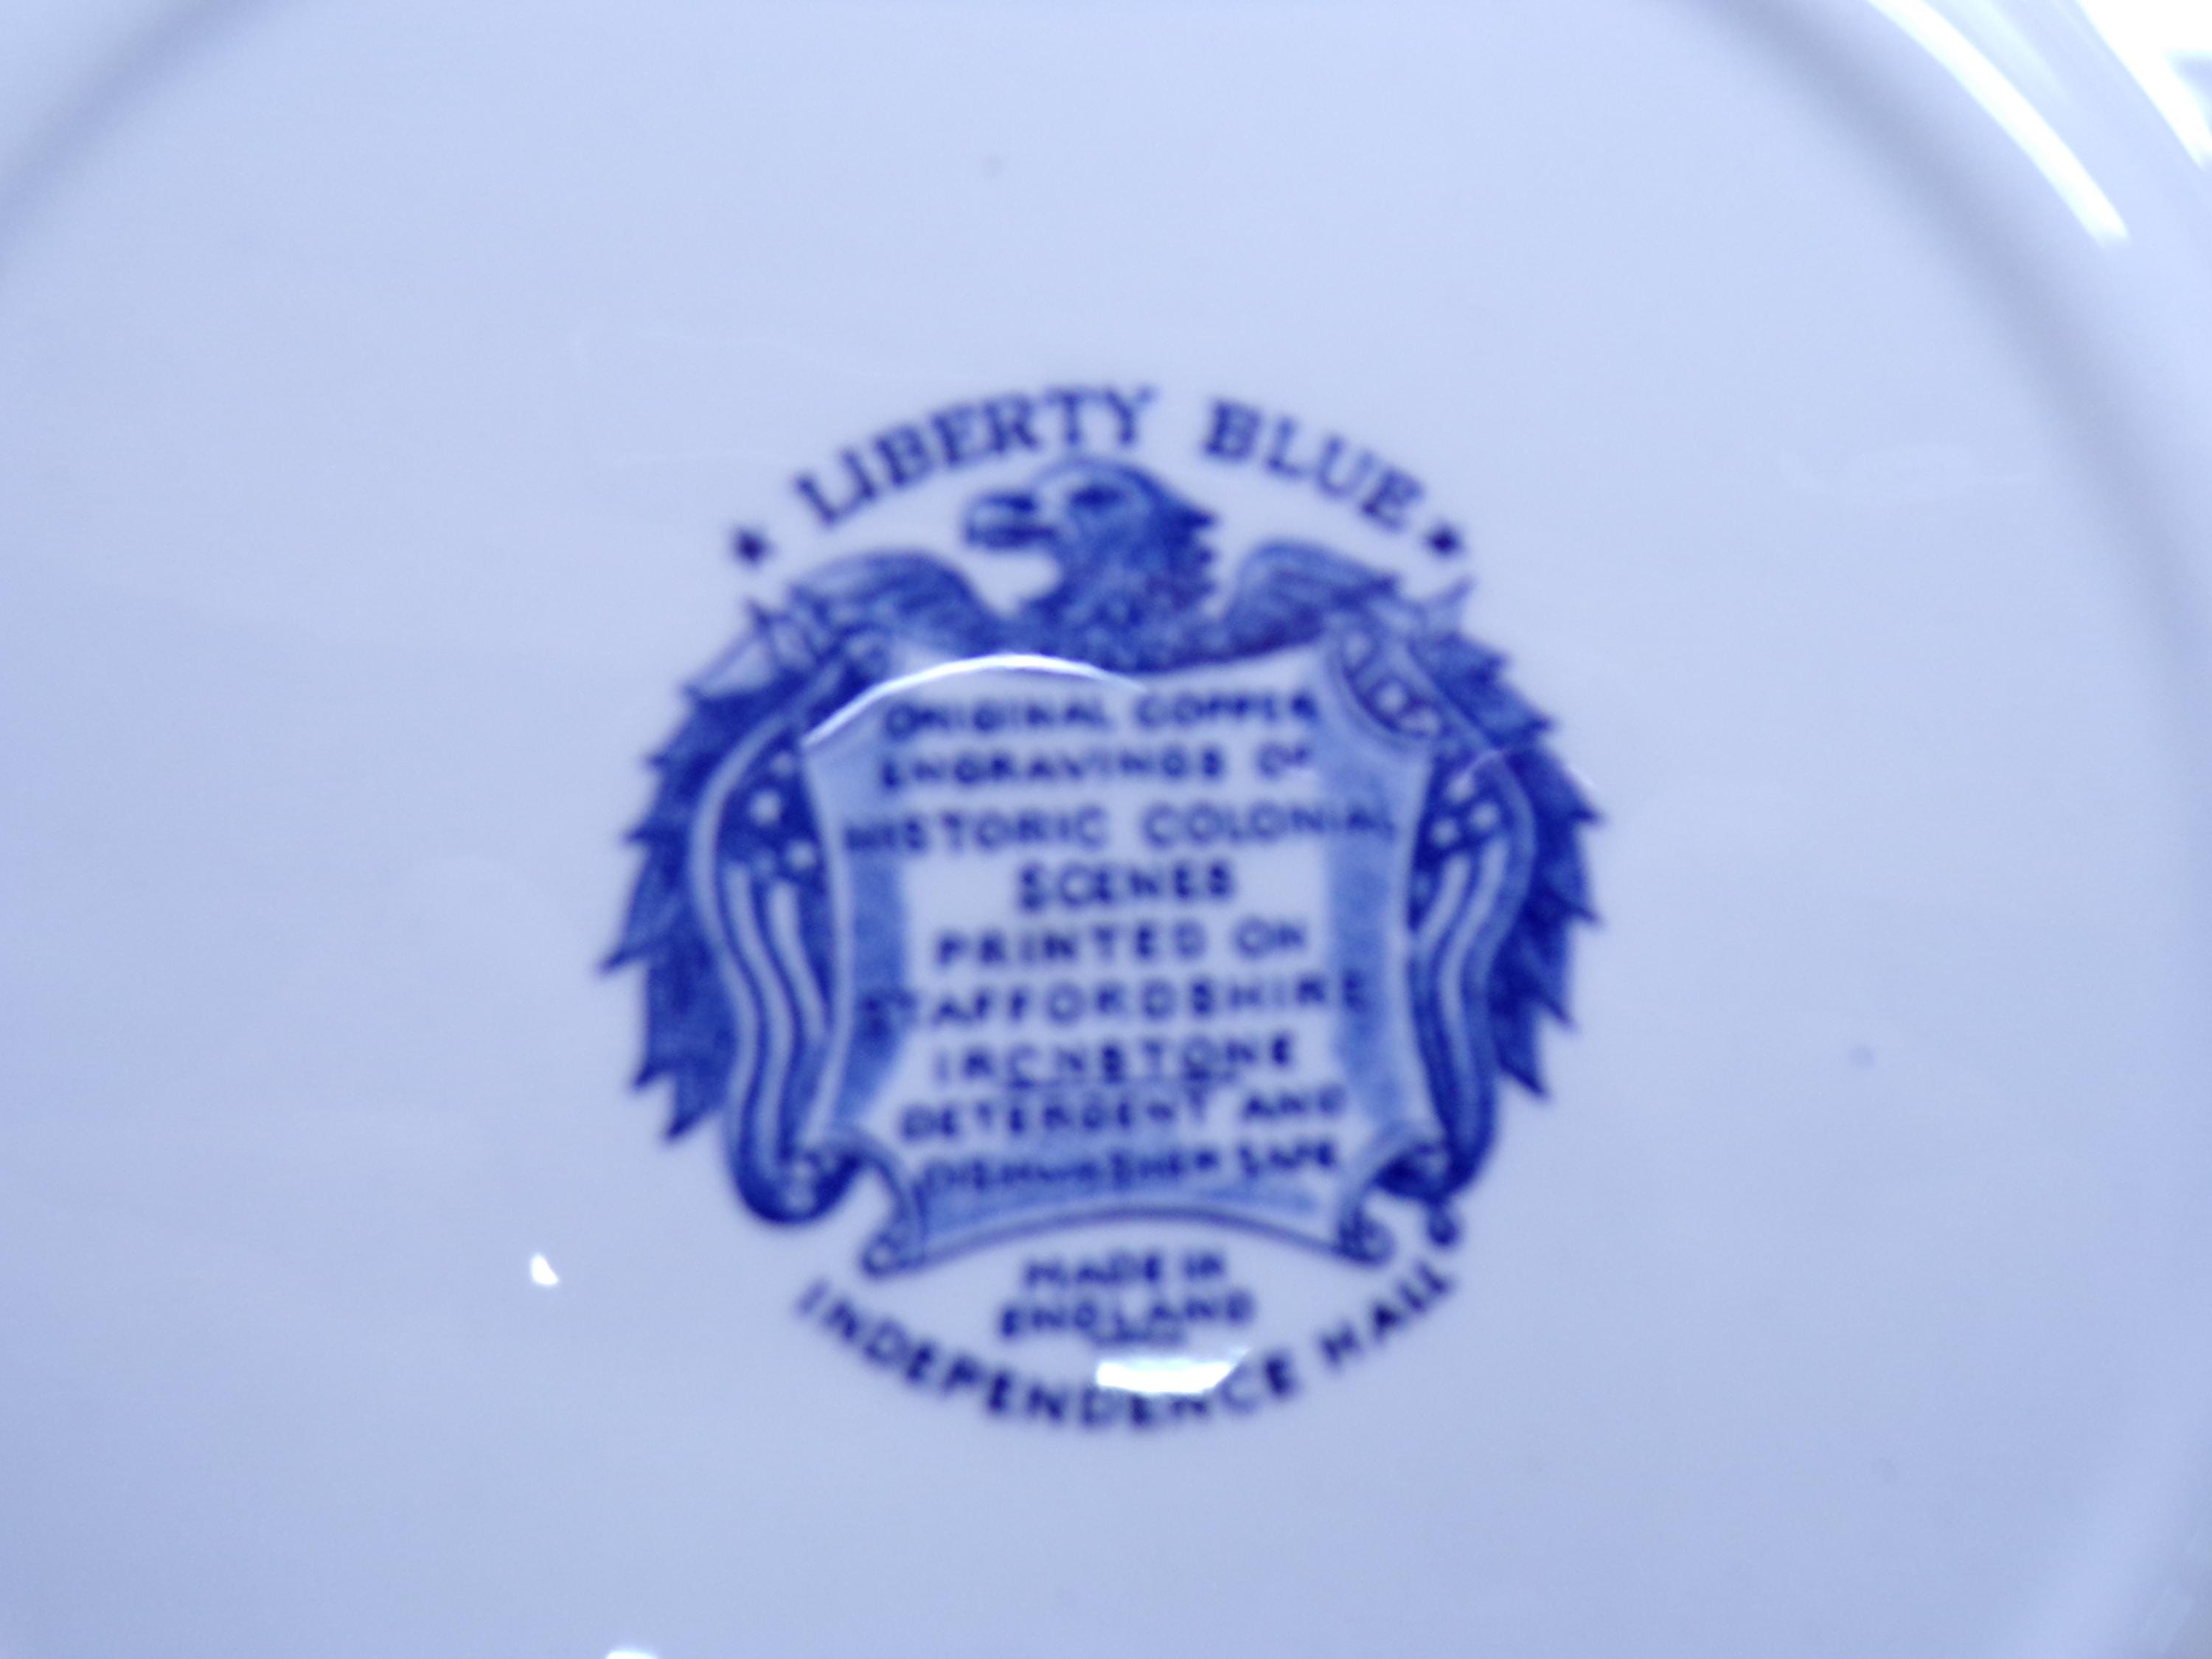 LIBERTY BLUE
ORIGINAL COPPER
ENGRAVINGS OF
HISTORIC COLONIAL
SCENES
PRINTED ON
STAFFORDSHIRE
IRONSTONE
DETERGENT AND
DISHWASHER SAFE
MADE IN
ENGLAND
INDEPENDENCE HALL